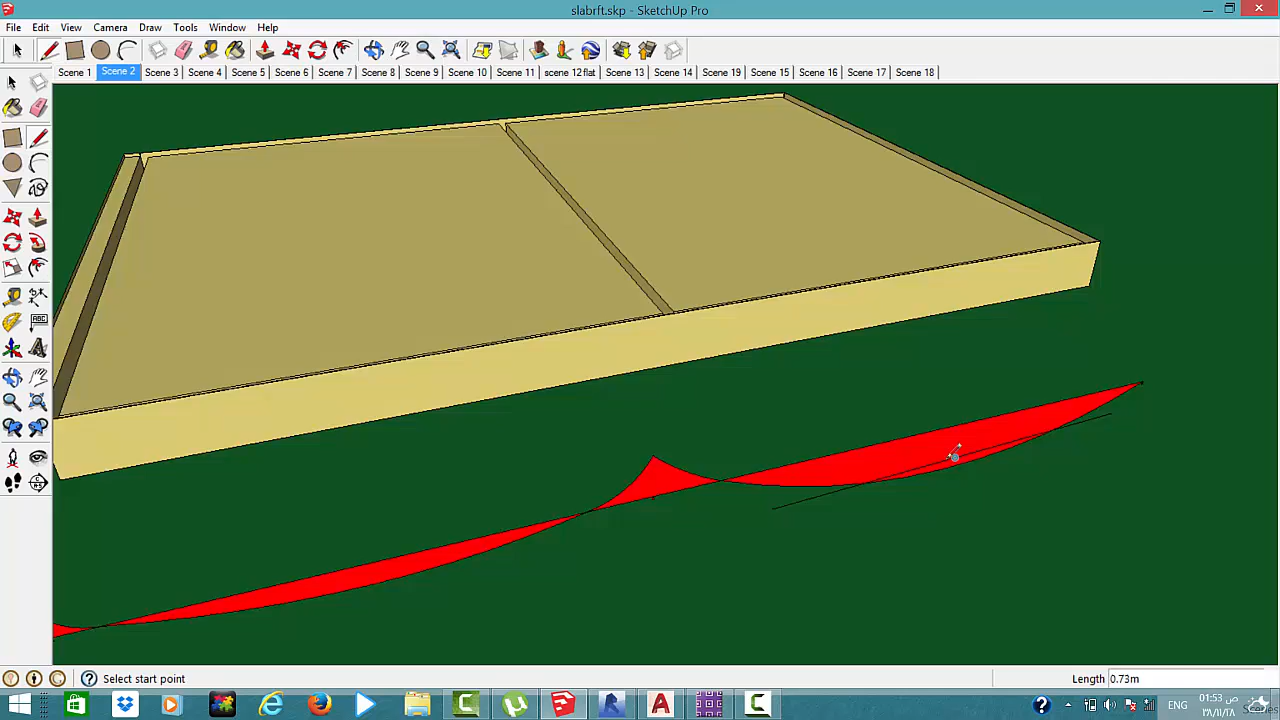 slabrft.skp - SketchUp Pro
File Edit View Camera Draw Tools Window Help
Scene 1 Scene 2 Scene 3 Scene 4 Scene 5 Scene 6 Scene 7 Scene 8 Scene 9 Scene 10 Scene 11 scene 12 flat Scene 13 Scene 14 Scene 19 Scene 15 Scene 16 Scene 17 Scene 18
ABC
Select start point
Length 0.73m
ENG
01:53 ص